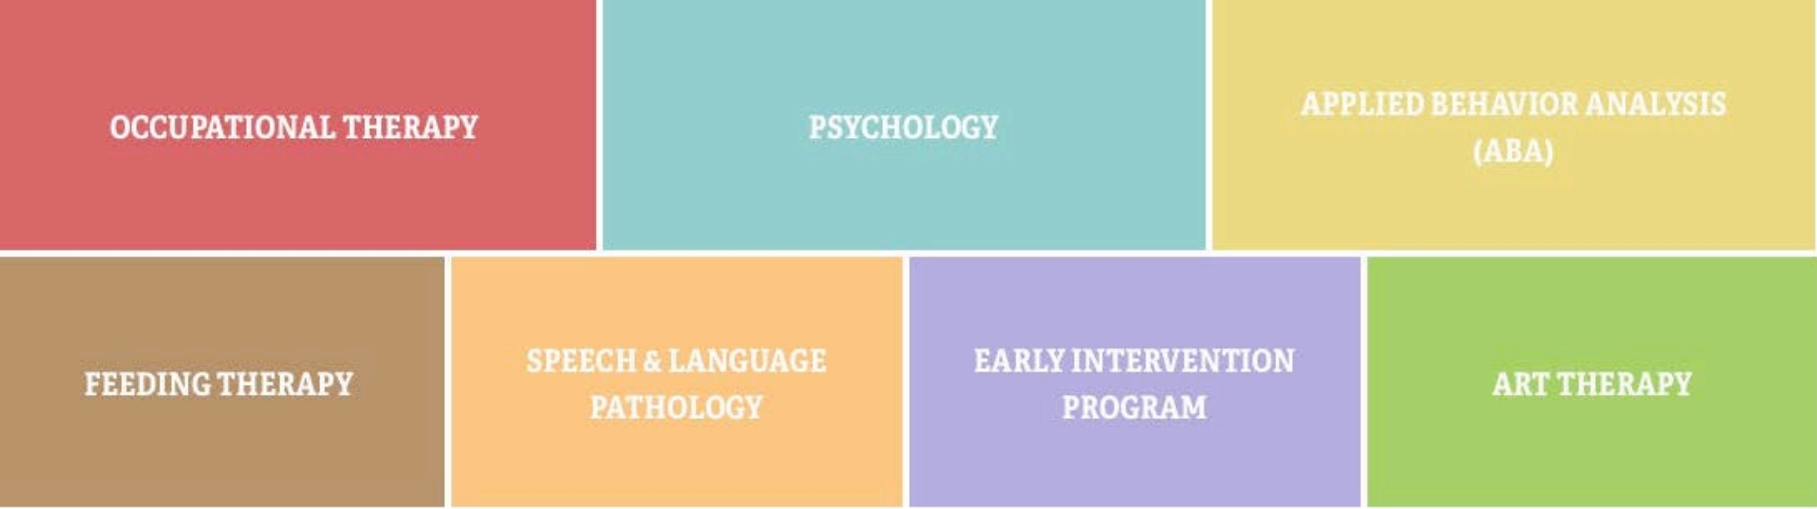 OCCUPATIONAL THERAPY
PSYCHOLOGY
APPLIED BEHAVIOR ANALYSIS
(ABA)
FEEDING THERAPY
SPEECH & LANGUAGE
PATHOLOGY
EARLY INTERVENTION
PROGRAM
ART THERAPY